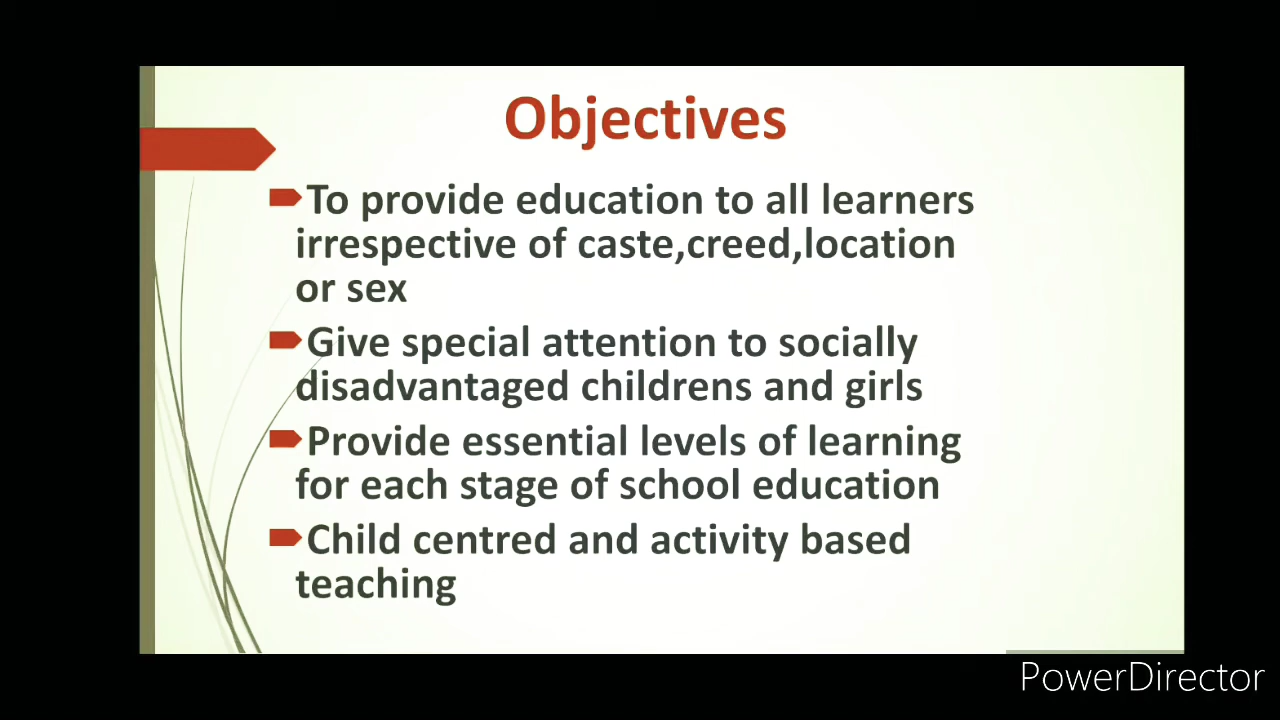 Objectives
To provide education to all learners
irrespective of caste,creed,location
or sex
Give special attention to socially
disadvantaged childrens and girls
Provide essential levels of learning
for each stage of school education
Child centred and activity based
teaching
PowerDirector